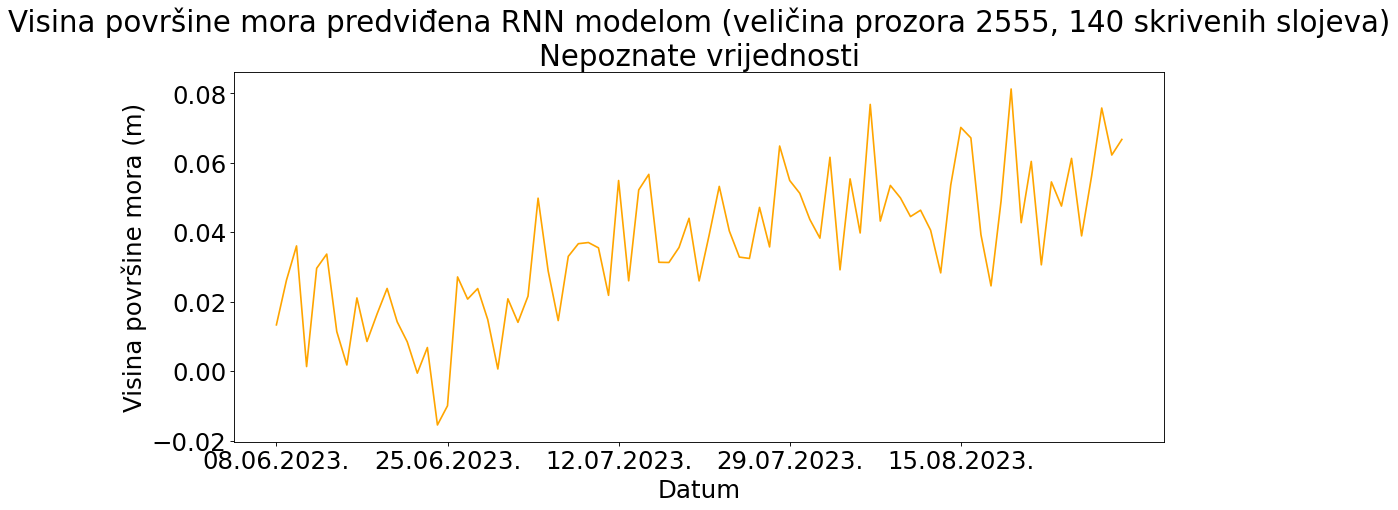 Visina površine mora predviđena RNN modelom (veličina prozora 2555, 140 skrivenih slojeva)
Nepoznate vrijednosti
Visina površine mora (m)
0.08
0.06
0.04
0.02
0.00
−0.02
08.06.2023. 25.06.2023. 12.07.2023. 29.07.2023. 15.08.2023.
Datum